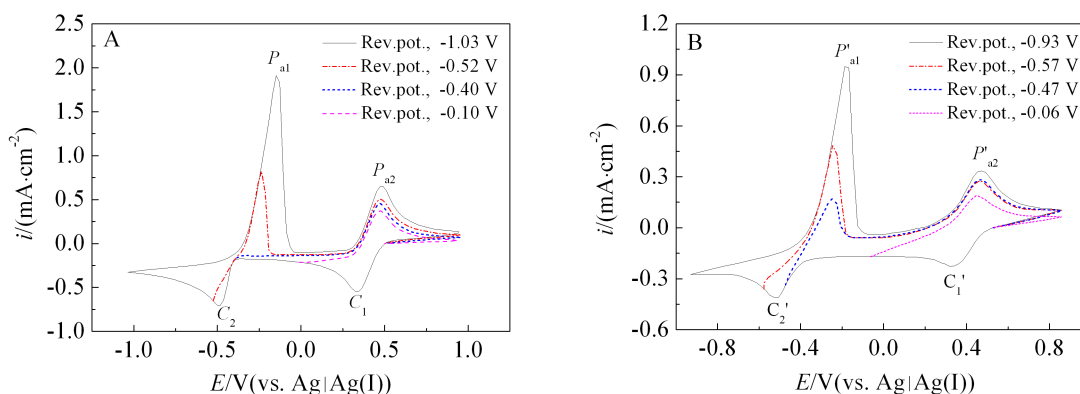 A
Rev.pot., -1.03 V
Rev.pot., -0.52 V
Rev.pot., -0.40 V
Rev.pot., -0.10 V
Pa1
Pa2
C1
C2
2.5
2.0
1.5
1.0
0.5
0.0
-0.5
-1.0
-1.0 -0.5 0.0 0.5 1.0
i/(mA·cm-2)
E/V(vs. Ag|Ag(I))
B
Rev.pot., -0.93 V
Rev.pot., -0.57 V
Rev.pot., -0.47 V
Rev.pot., -0.06 V
P'a1
P'a2
C1'
C2'
1.2
0.9
0.6
0.3
0.0
-0.3
-0.6
-0.8 -0.4 0.0 0.4 0.8
i/(mA·cm-2)
E/V(vs. Ag|Ag(I))